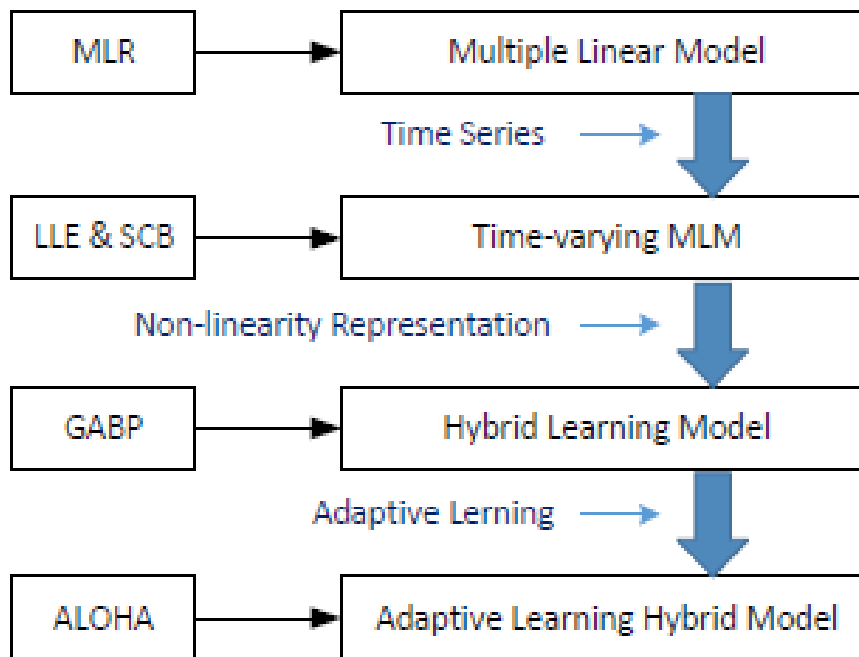 MLR
Multiple Linear Model
Time Series
LLE & SCB
Time-varying MLM
Non-linearity Representation
GABP
Hybrid Learning Model
Adaptive Lerning
ALOHA
Adaptive Learning Hybrid Model